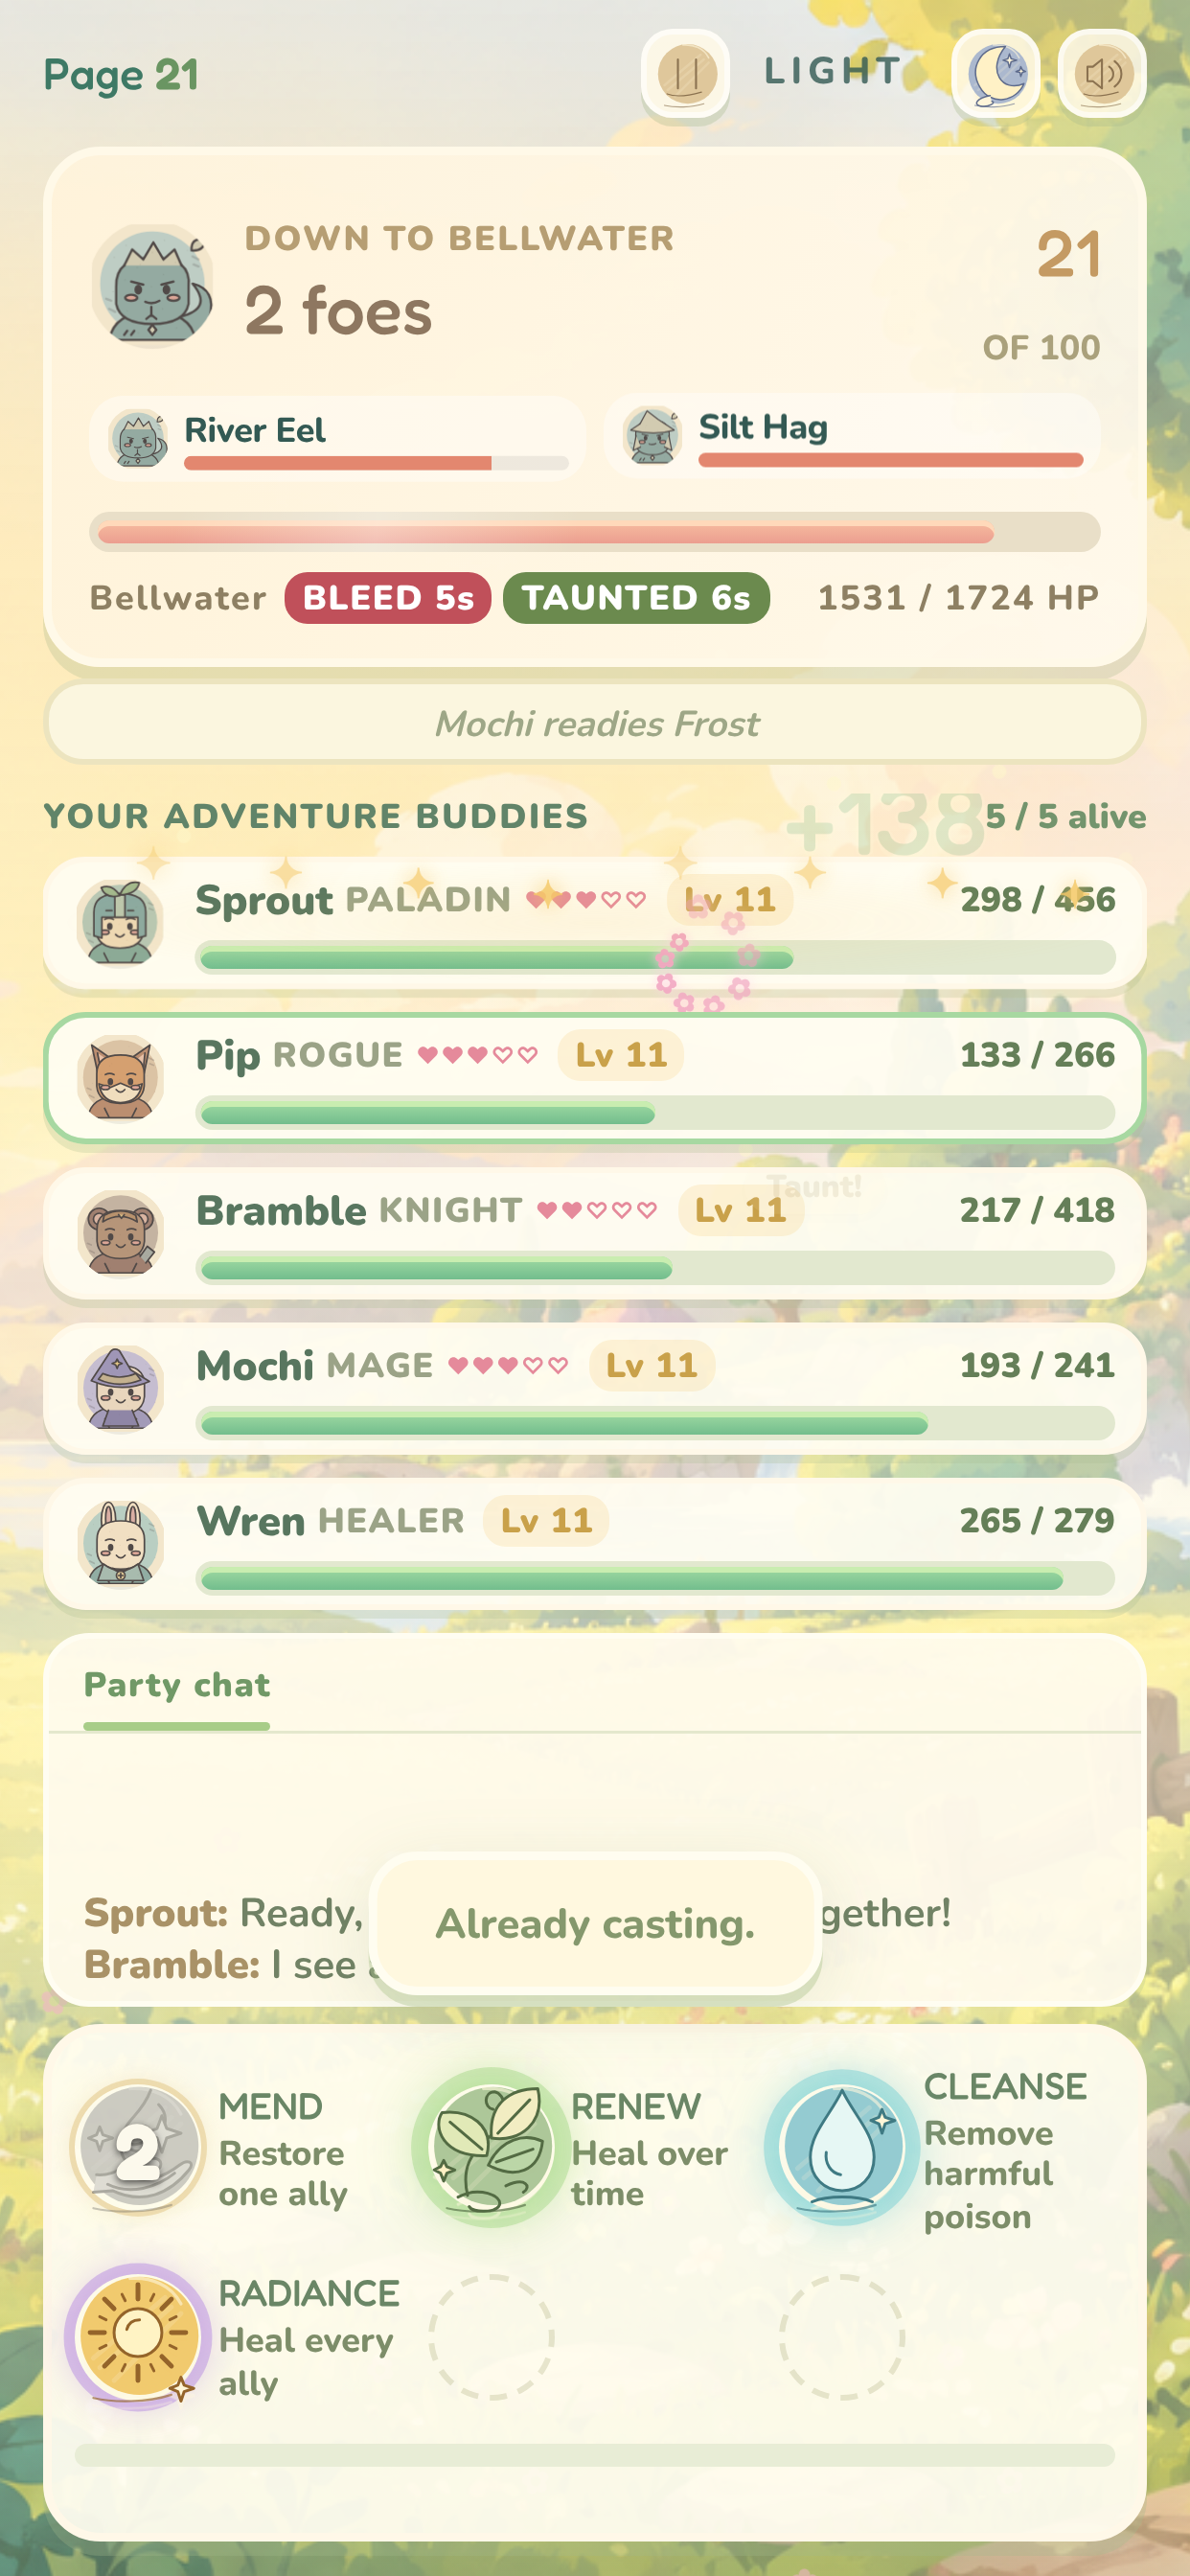 Page 21
LIGHT
DOWN TO BELLWATER
2 foes
21
OF 100
River Eel
Silt Hag
Bellwater BLEED 5s TAUNTED 6s 1531 / 1724 HP
Mochi readies Frost
YOUR ADVENTURE BUDDIES
+138
5 / 5 alive
Sprout PALADIN Lv 11 298 / 456
Pip ROGUE Lv 11 133 / 266
Taunt!
Bramble KNIGHT Lv 11 217 / 418
Mochi MAGE Lv 11 193 / 241
Wren HEALER Lv 11 265 / 279
Party chat
Sprout: Ready, gether!
Bramble: I see
Already casting.
2
MEND
Restore
one ally
RENEW
Heal over
time
CLEANSE
Remove
harmful
poison
RADIANCE
Heal every
ally